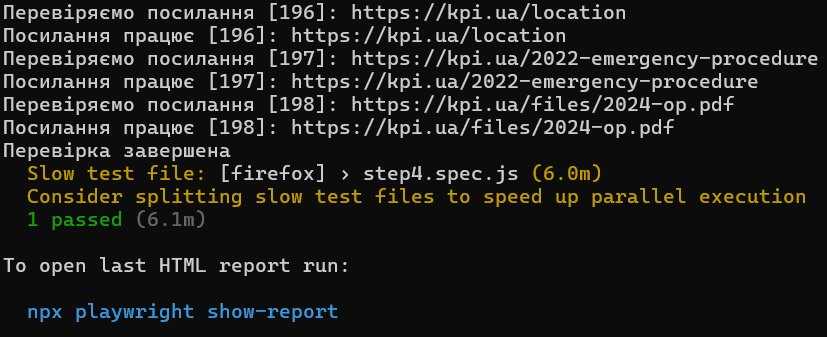 Перевіряємо посилання [196]: https://kpi.ua/location
Посилання працює [196]: https://kpi.ua/location
Перевіряємо посилання [197]: https://kpi.ua/2022-emergency-procedure
Посилання працює [197]: https://kpi.ua/2022-emergency-procedure
Перевіряємо посилання [198]: https://kpi.ua/files/2024-op.pdf
Посилання працює [198]: https://kpi.ua/files/2024-op.pdf
Перевірка завершена
Slow test file: [firefox] › step4.spec.js (6.0m)
Consider splitting slow test files to speed up parallel execution
1 passed (6.1m)
To open last HTML report run:
npx playwright show-report